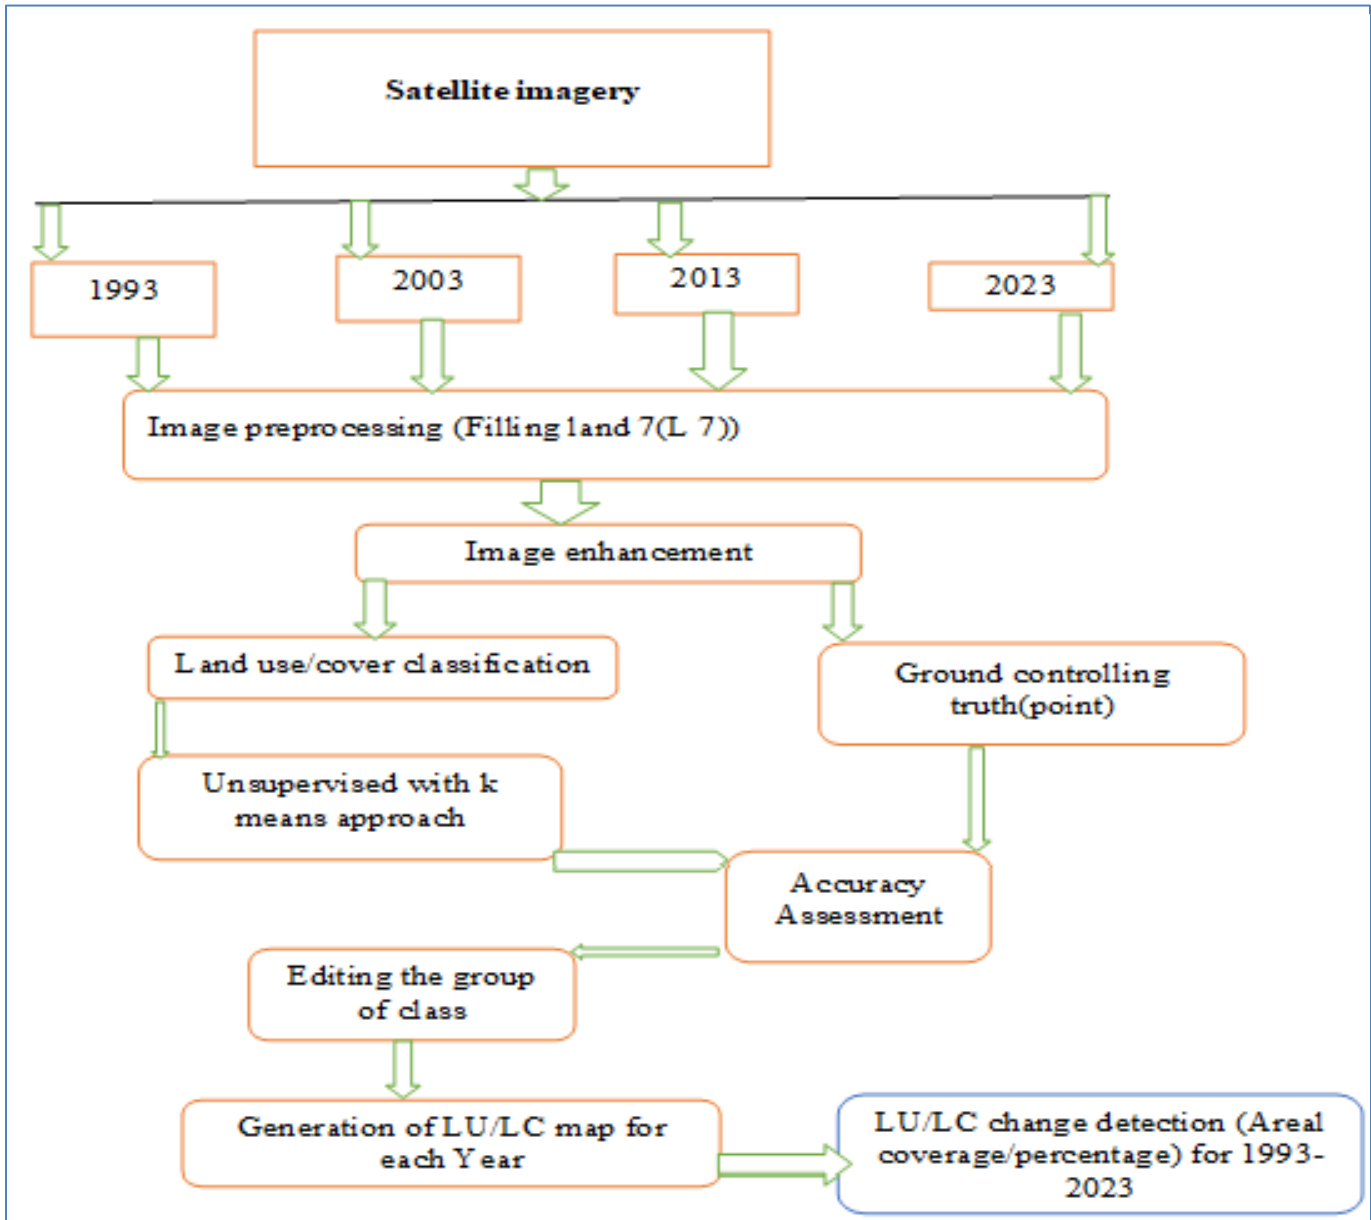 Satellite imagery
1993
2003
2013
2023
Image preprocessing (Filling land 7(L 7))
Image enhancement
Land use/cover classification
Ground controlling
truth(point)
Unsupervised with k
means approach
Accuracy
Assessment
Editing the group
of class
Generation of LU/LC map for
each Year
LU/LC change detection (Areal
coverage/percentage) for 1993-
2023